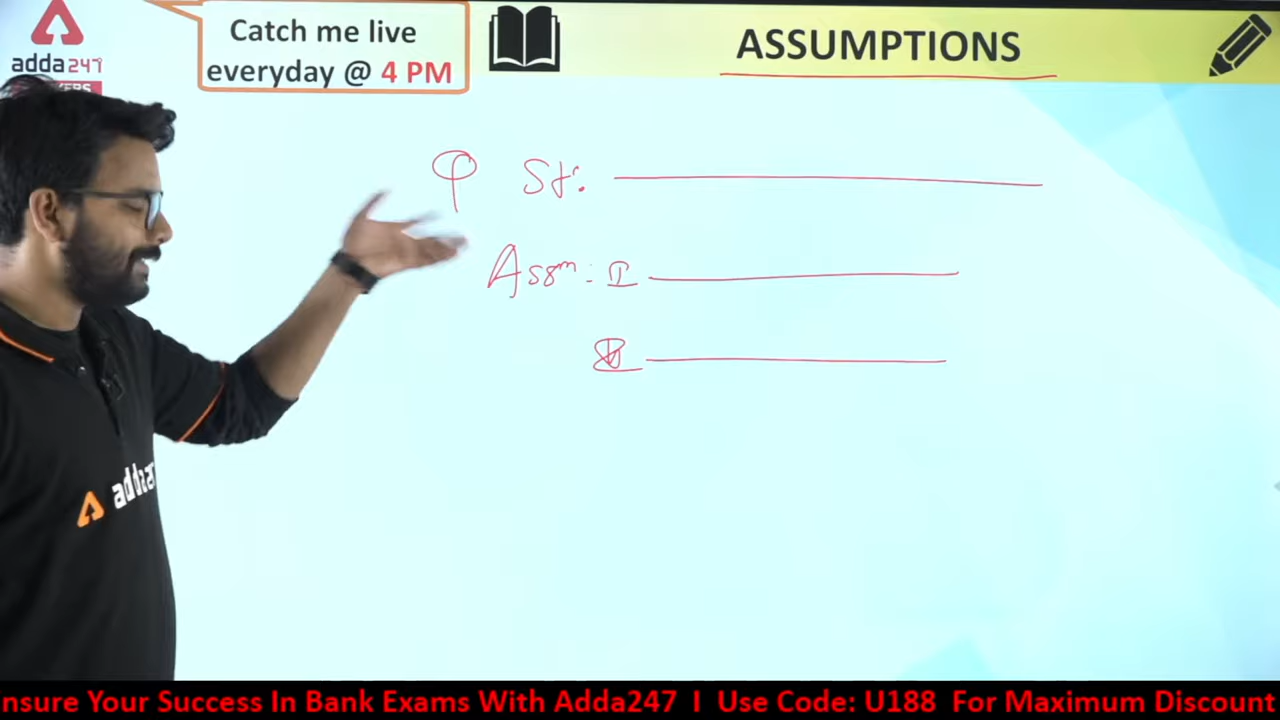 adda247
Catch me live
everyday @ 4 PM
ASSUMPTIONS
Q St:
Assm: I
II
adda
nsure Your Success In Bank Exams With Adda247 I Use Code: U188 For Maximum Discount